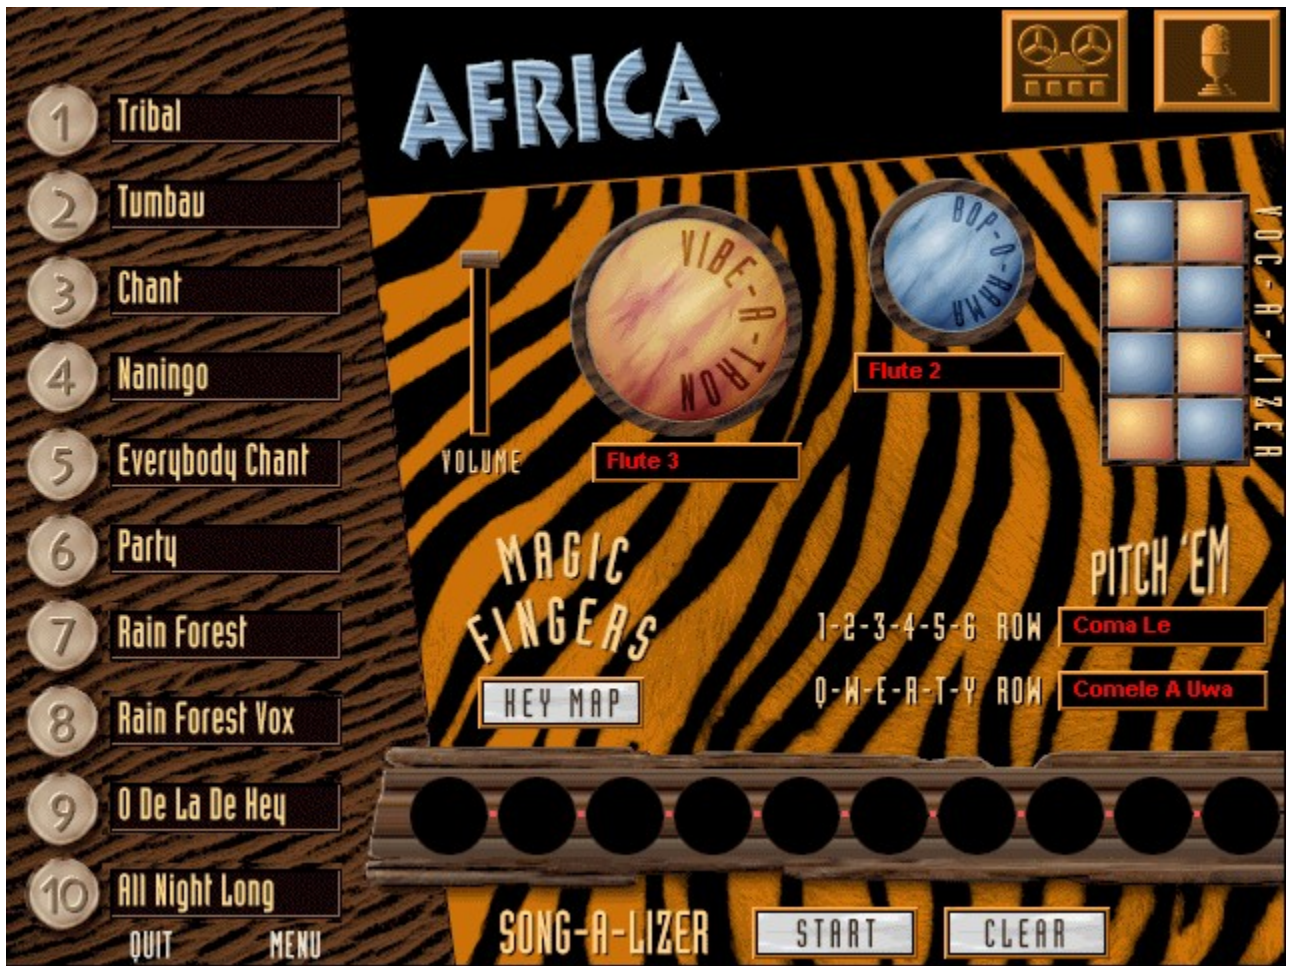 AFRICA
1 Tribal
2 Tumbau
3 Chant
4 Naningo
5 Everybody Chant
6 Party
7 Rain Forest
8 Rain Forest Vox
9 O De La De Hey
10 All Night Long
QUIT MENU
VOLUME
VIBE-A-TRON
Flute 3
BOP-O-RAMA
Flute 2
VOC-A-LIZER
MAGIC
FINGERS
KEY MAP
PITCH 'EM
1-2-3-4-5-6 ROW Coma Le
Q-W-E-R-T-Y ROW Comele A Uwa
SONG-A-LIZER START CLEAR